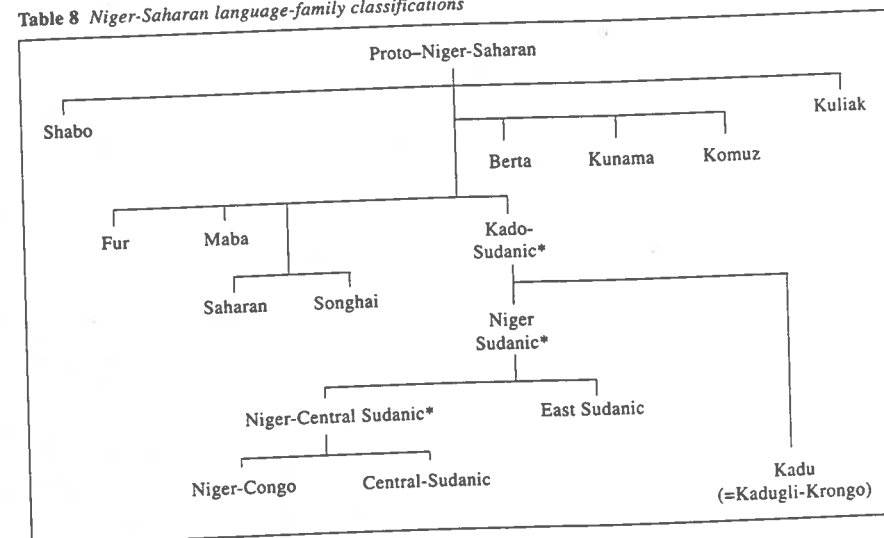 Table 8 Niger-Saharan language-family classifications
Proto–Niger-Saharan
Shabo
Kuliak
Berta
Kunama
Komuz
Fur
Maba
Kado-
Sudanic*
Saharan
Songhai
Niger
Sudanic*
Niger-Central Sudanic*
East Sudanic
Niger-Congo
Central-Sudanic
Kadu
(=Kadugli-Krongo)